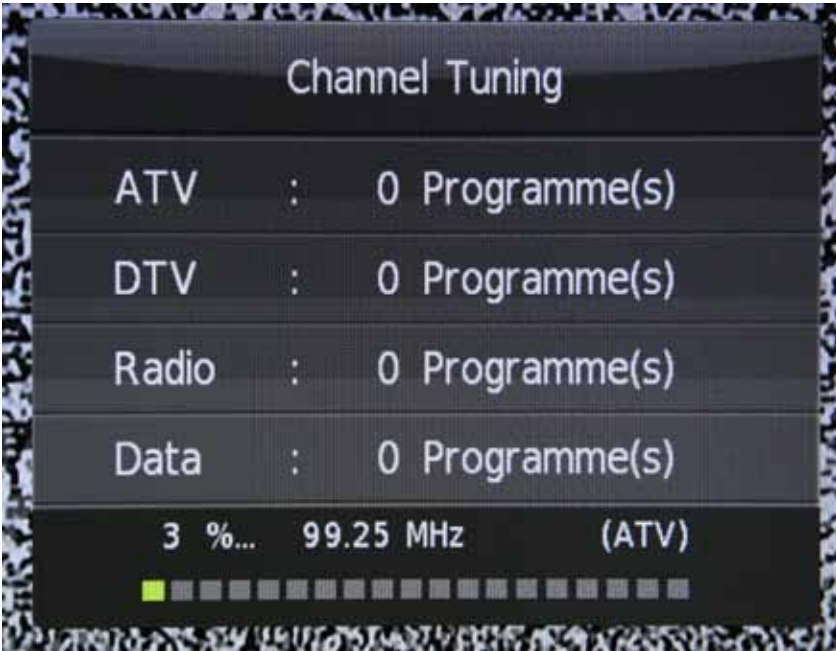 Channel Tuning
ATV : 0 Programme(s)
DTV : 0 Programme(s)
Radio : 0 Programme(s)
Data : 0 Programme(s)
3 %... 99.25 MHz (ATV)